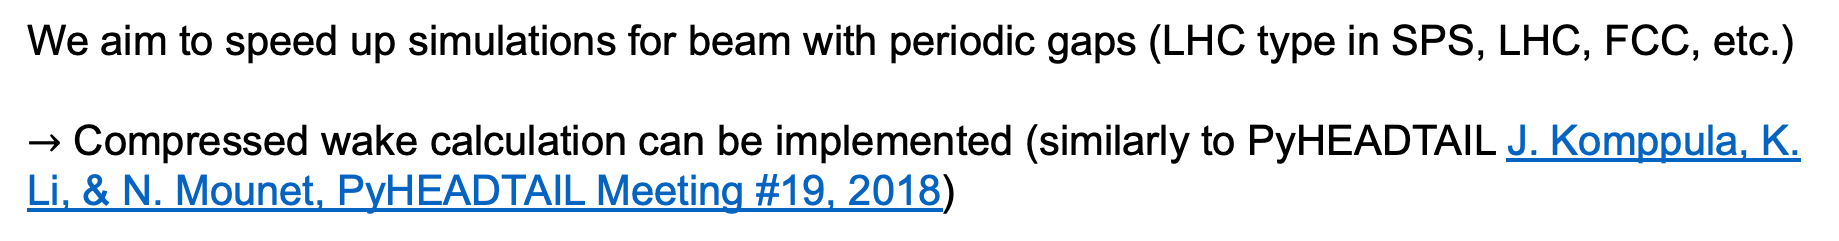 We aim to speed up simulations for beam with periodic gaps (LHC type in SPS, LHC, FCC, etc.)
→ Compressed wake calculation can be implemented (similarly to PyHEADTAIL J. Komppula, K.
Li, & N. Mounet, PyHEADTAIL Meeting #19, 2018)